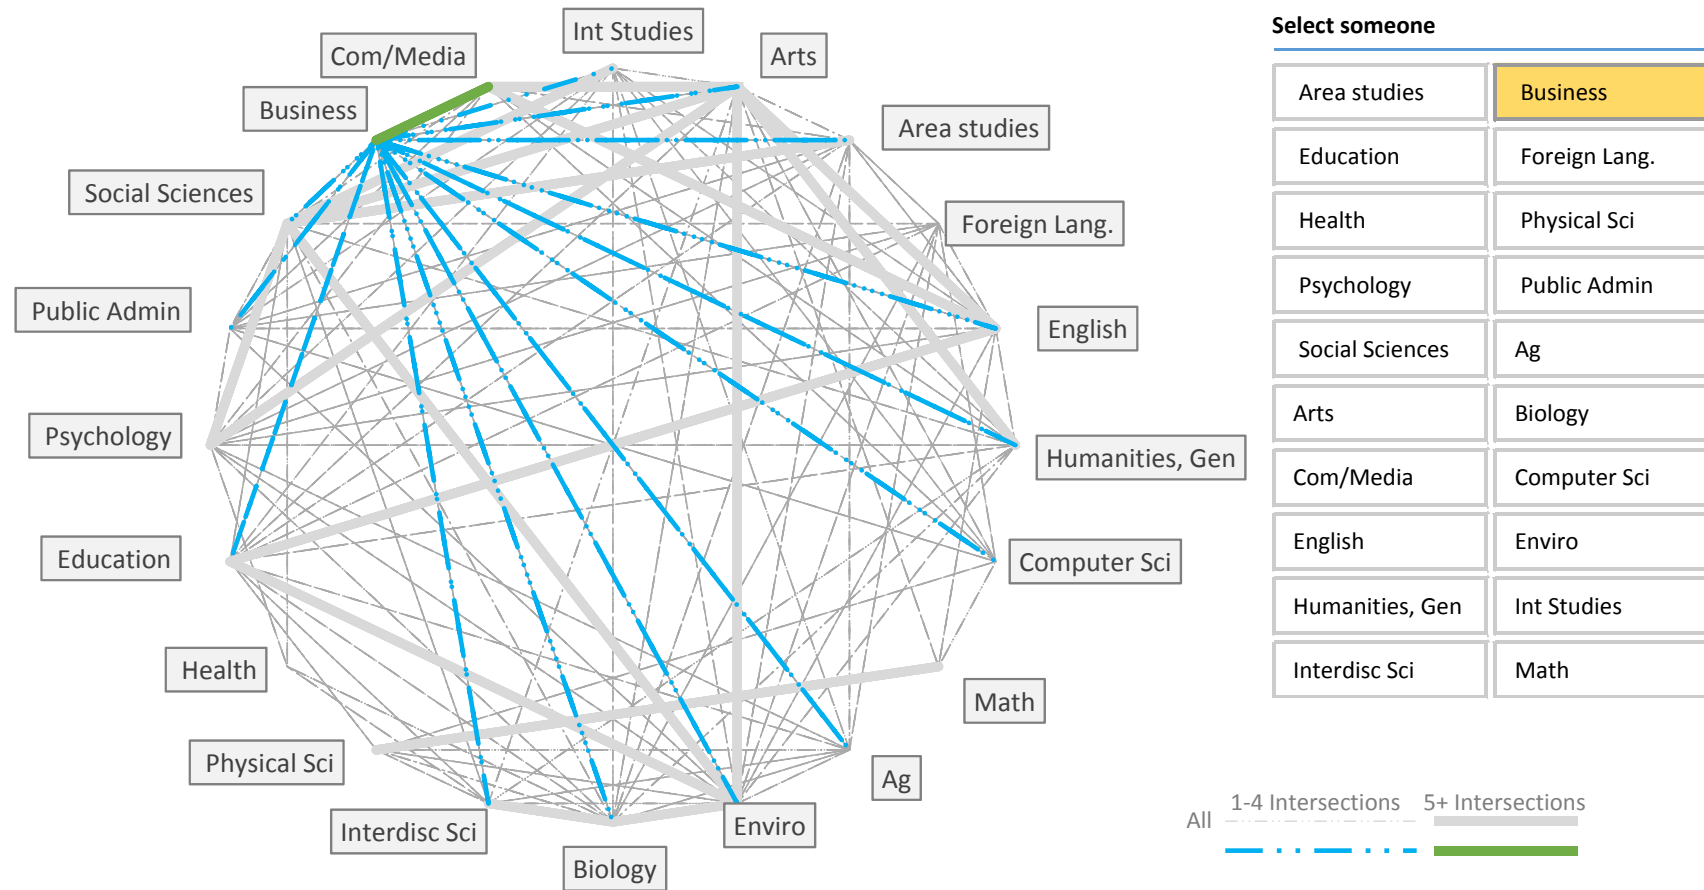 Int Studies
Com/Media
Arts
Business
Area studies
Social Sciences
Foreign Lang.
Public Admin
English
Psychology
Humanities, Gen
Education
Computer Sci
Health
Math
Physical Sci
Ag
Interdisc Sci
Enviro
Biology
Select someone
Area studies Business
Education Foreign Lang.
Health Physical Sci
Psychology Public Admin
Social Sciences Ag
Arts Biology
Com/Media Computer Sci
English Enviro
Humanities, Gen Int Studies
Interdisc Sci Math
1-4 Intersections 5+ Intersections
All